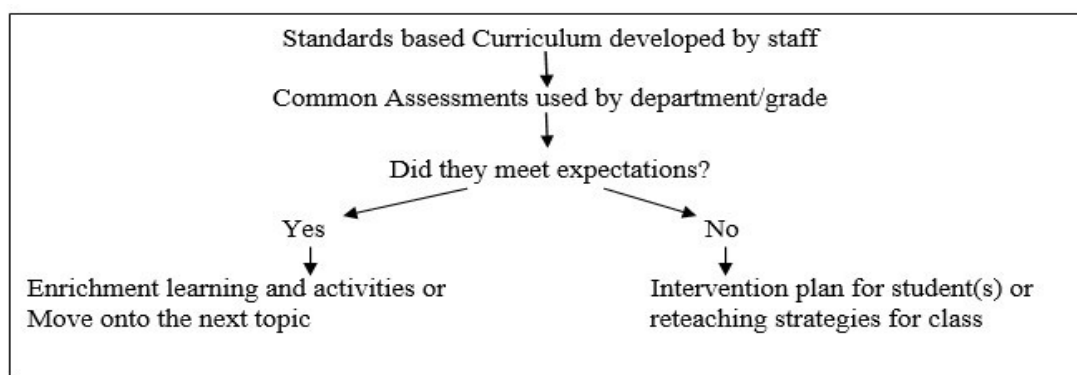 Standards based Curriculum developed by staff
Common Assessments used by department/grade
Did they meet expectations?
Yes
No
Enrichment learning and activities or
Move onto the next topic
Intervention plan for student(s) or
reteaching strategies for class